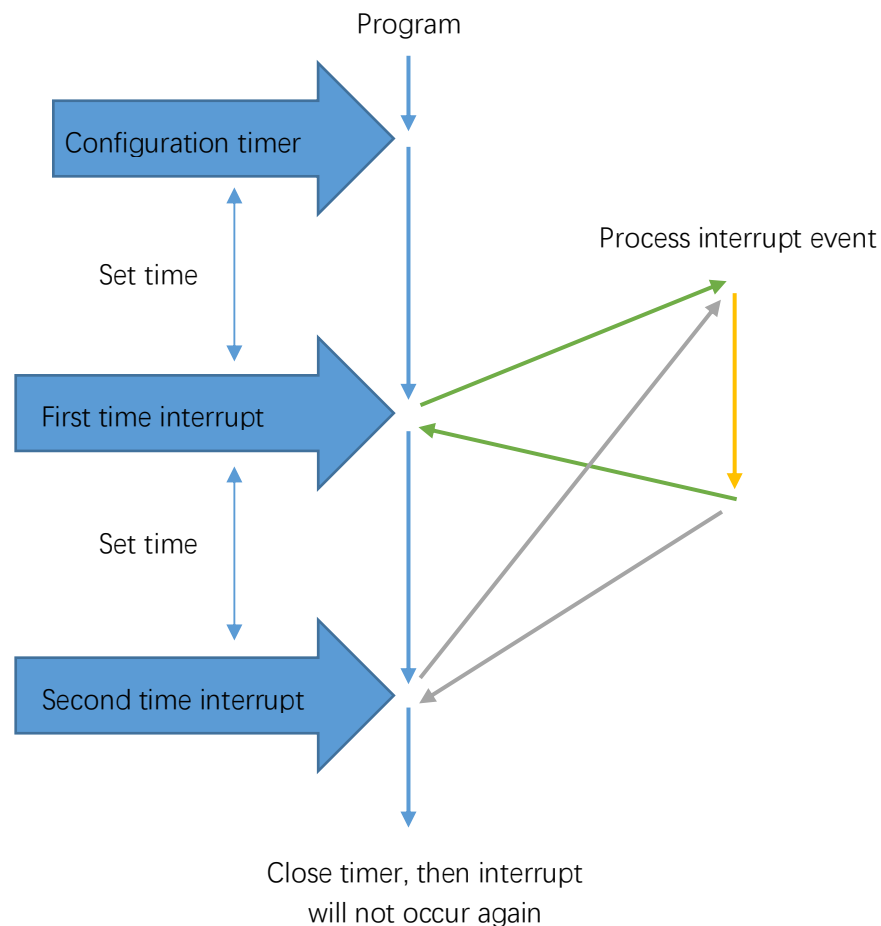 Program
Configuration timer
Process interrupt event
Set time
First time interrupt
Set time
Second time interrupt
Close timer, then interrupt
will not occur again